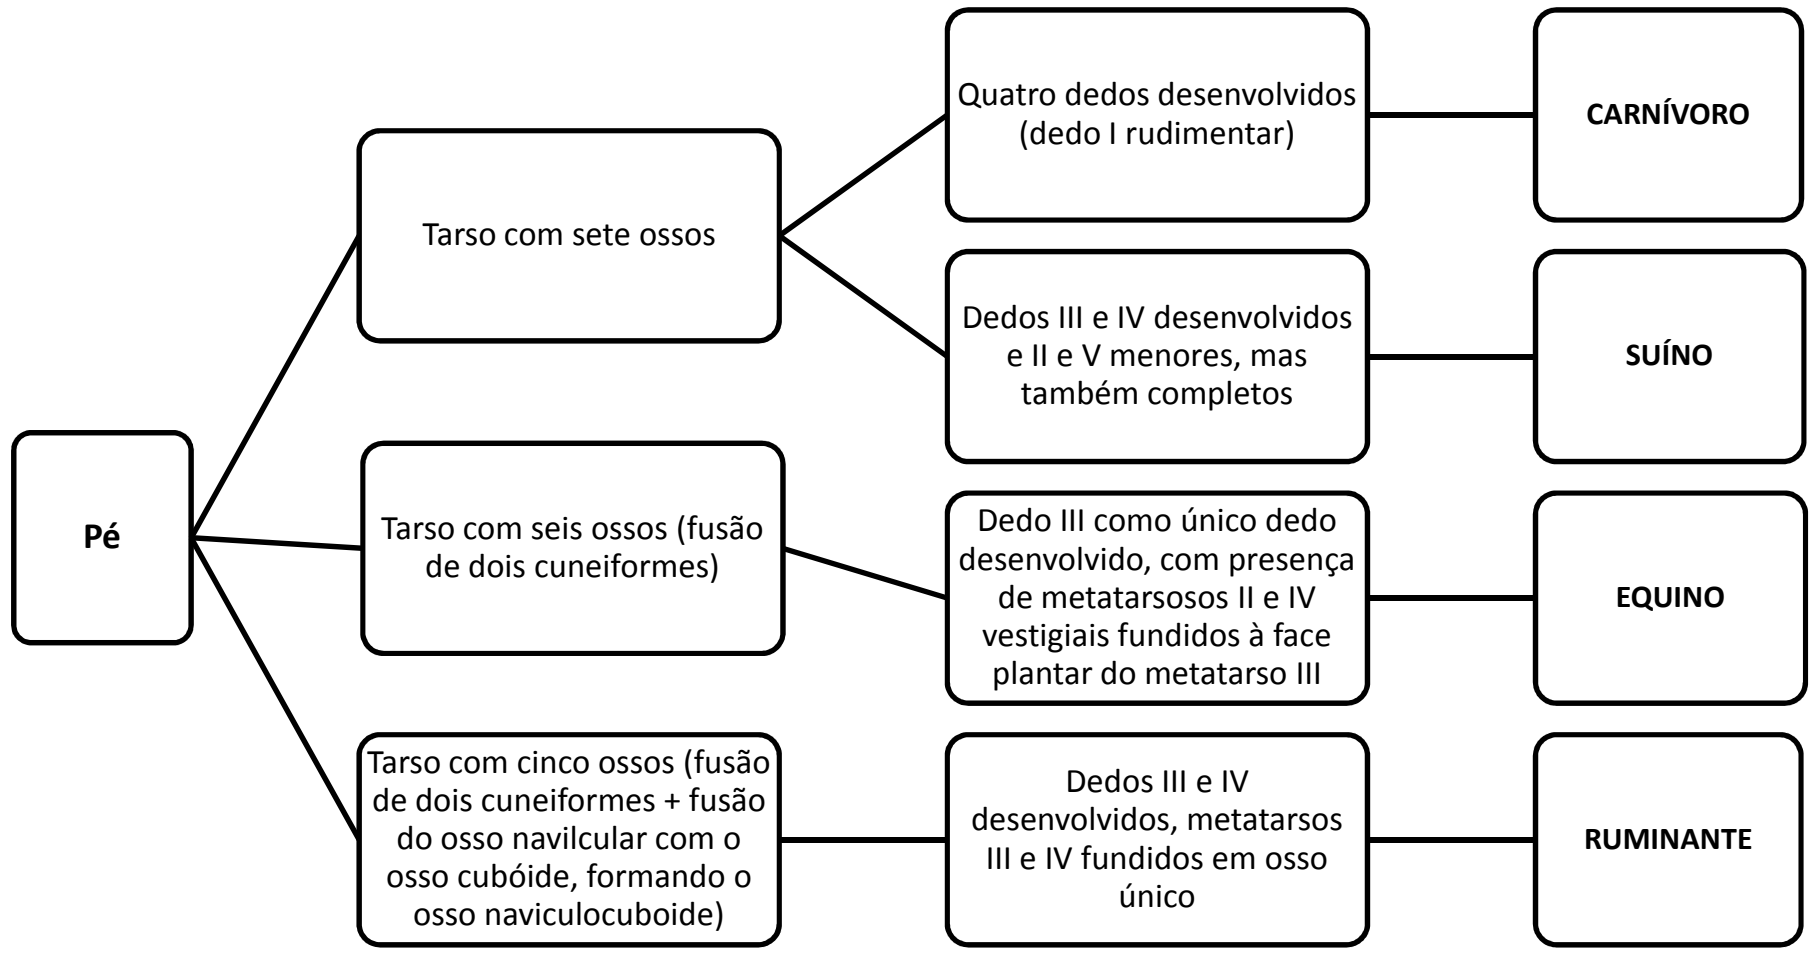 Pé
Tarso com sete ossos
Quatro dedos desenvolvidos
(dedo I rudimentar)
CARNÍVORO
Dedos III e IV desenvolvidos
e II e V menores, mas
também completos
SUÍNO
Tarso com seis ossos (fusão
de dois cuneiformes)
Dedo III como único dedo
desenvolvido, com presença
de metatarsosos II e IV
vestigiais fundidos à face
plantar do metatarso III
EQUINO
Tarso com cinco ossos (fusão
de dois cuneiformes + fusão
do osso navilcular com o
osso cubóide, formando o
osso naviculocuboide)
Dedos III e IV
desenvolvidos, metatarsos
III e IV fundidos em osso
único
RUMINANTE